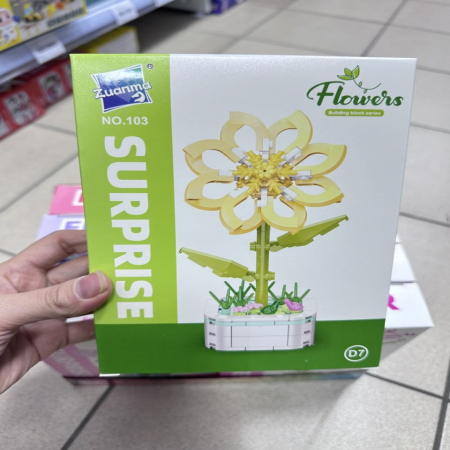 Zuanma
®
NO.103
SURPRISE
Flowers
Building block series
D7